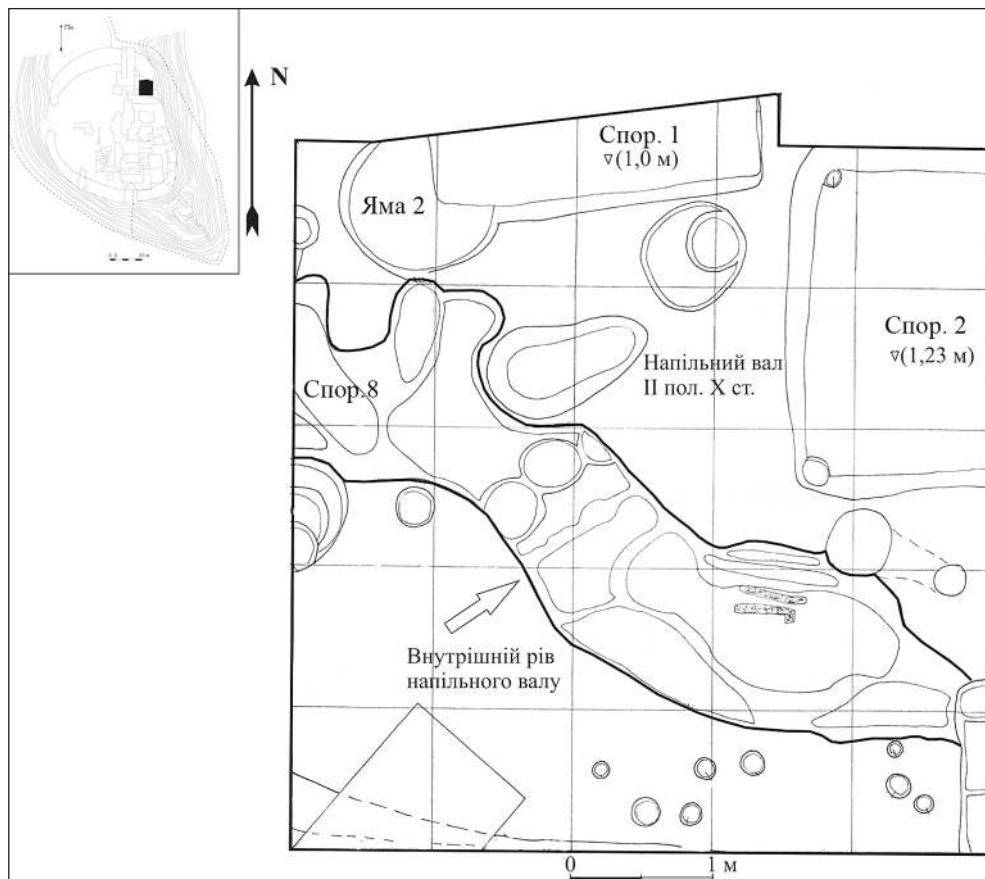 N
Спор. 1
▿(1,0 м)
Яма 2
Спор. 2
▿(1,23 м)
Напільний вал
ІІ пол. Х ст.
Спор.8
Внутрішній рів
напільного валу
0 1 м